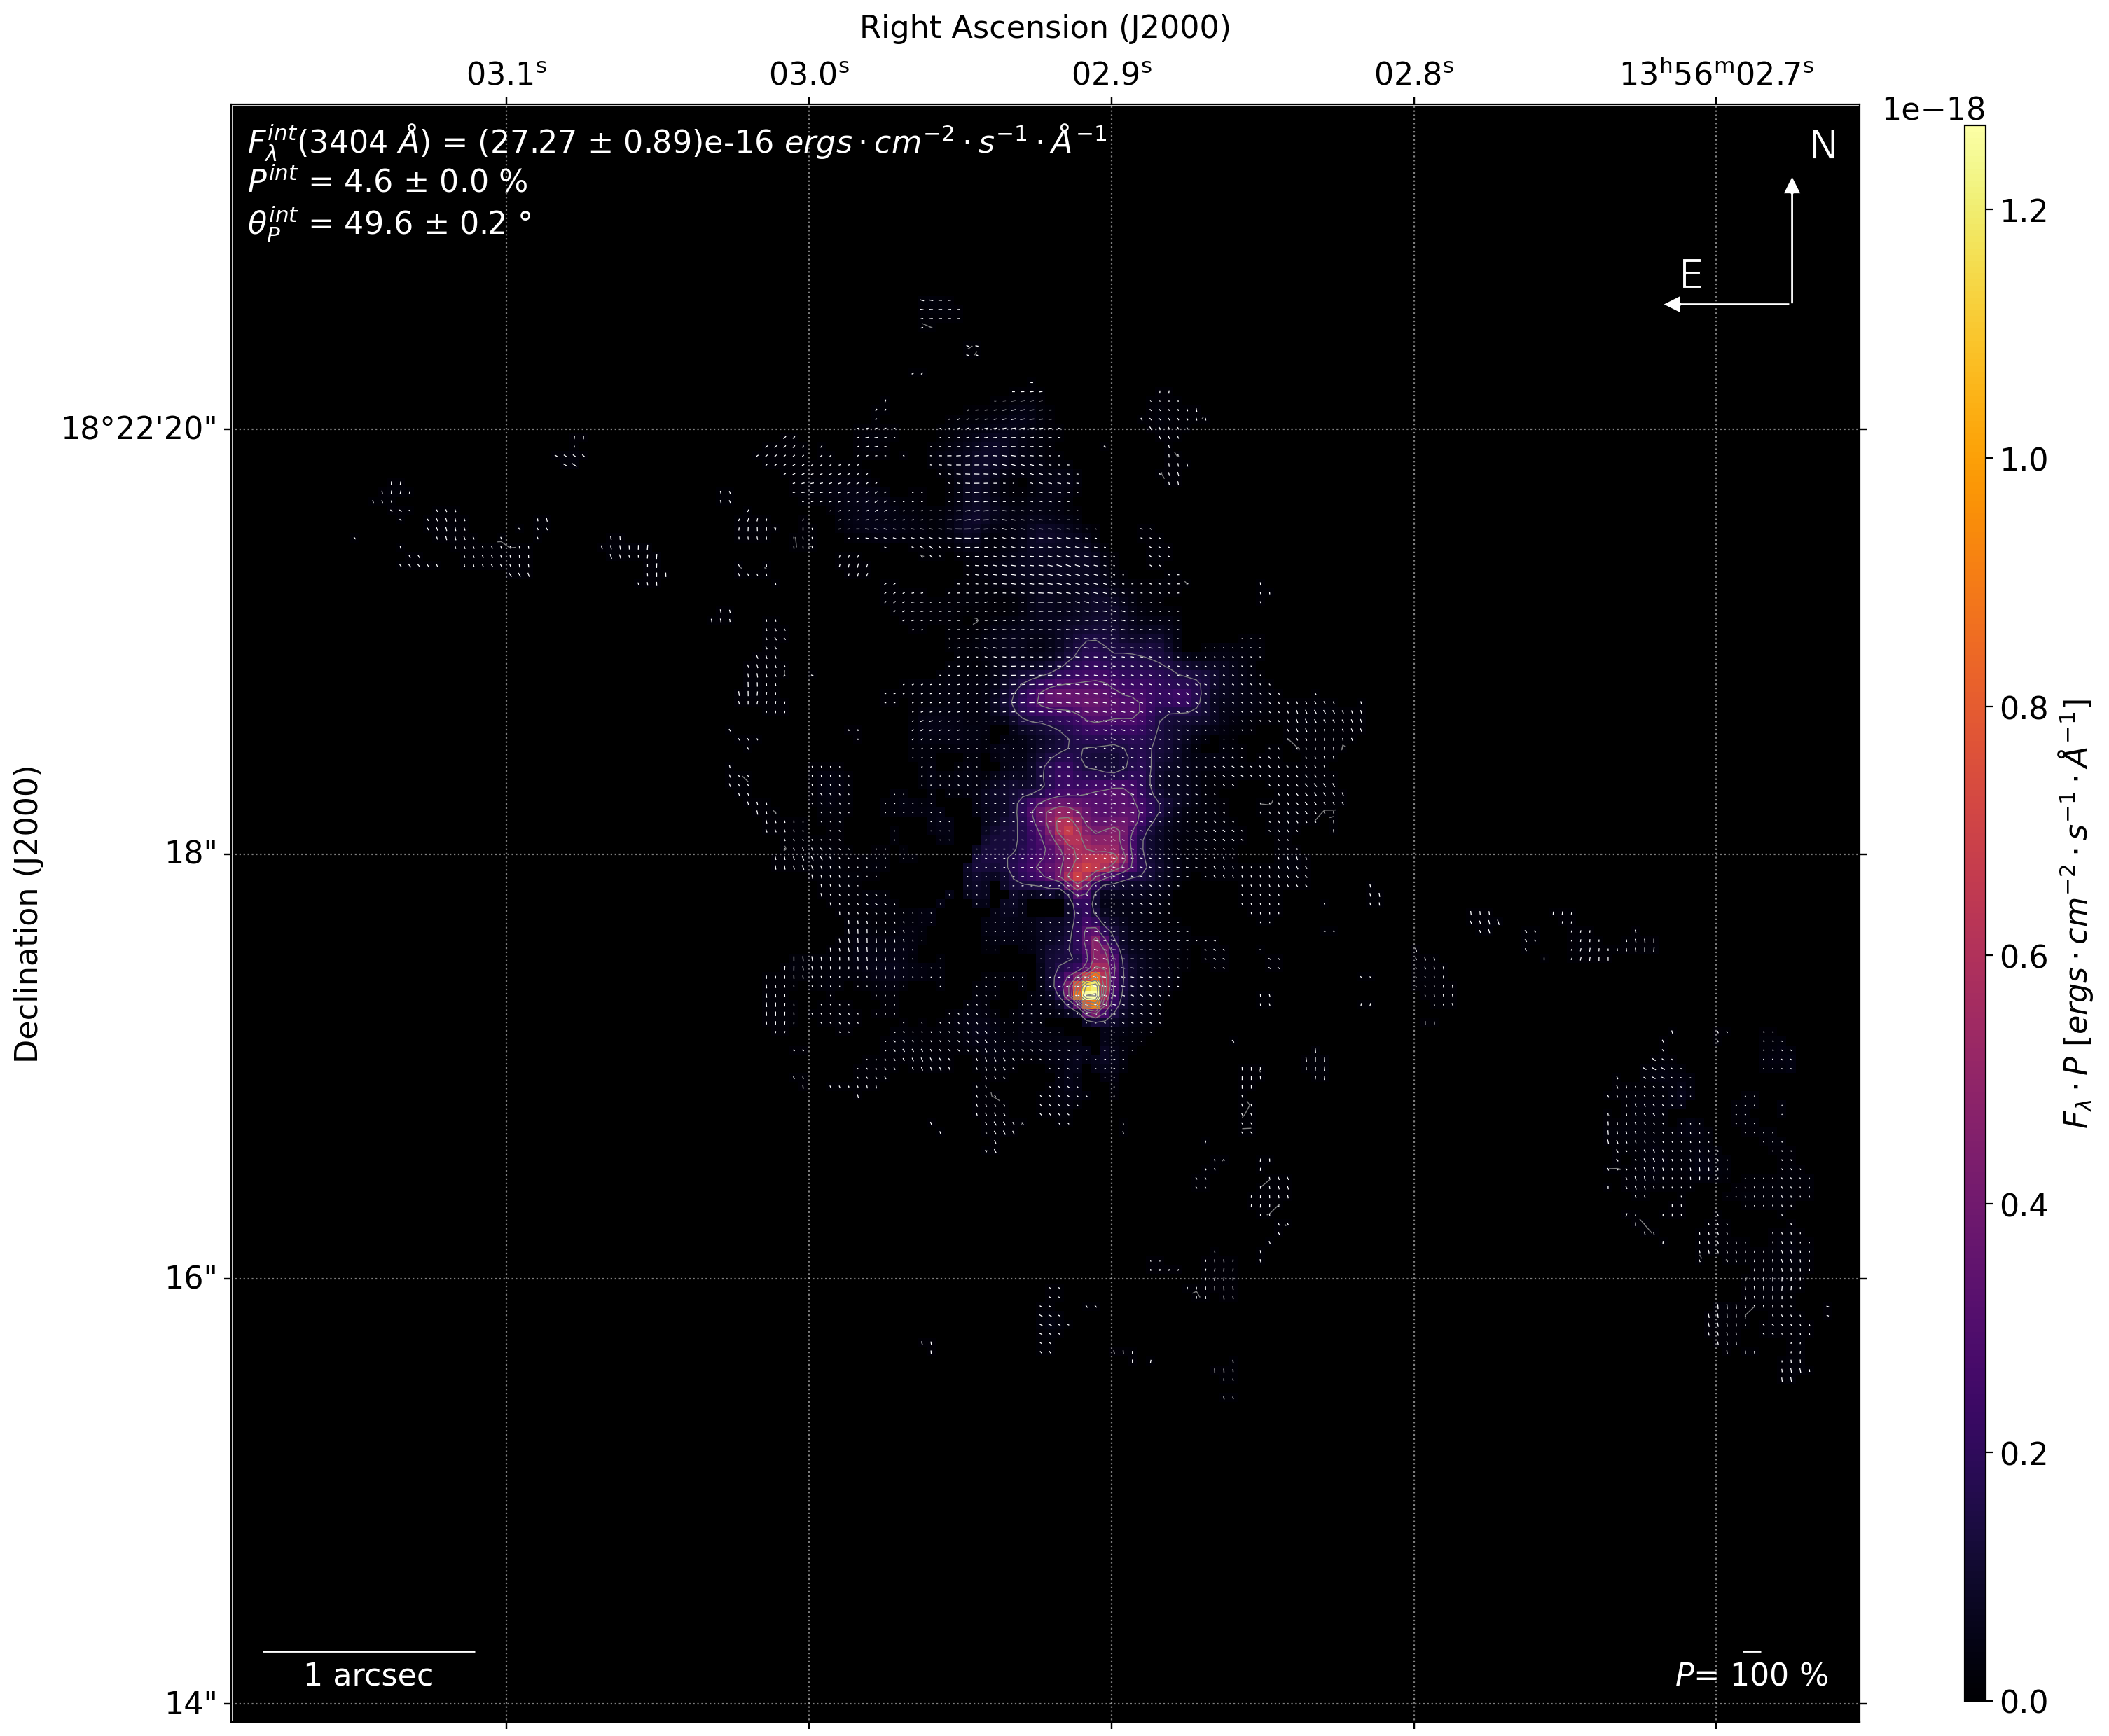 Right Ascension (J2000)
03.1ˢ 03.0ˢ 02.9ˢ 02.8ˢ 13ʰ56ᵐ02.7ˢ
1e−18
F_λ^int(3404 Å) = (27.27 ± 0.89)e-16 ergs·cm⁻²·s⁻¹·Å⁻¹
P^int = 4.6 ± 0.0 %
θ_P^int = 49.6 ± 0.2 °
N
E
18°22'20"
18"
16"
14"
Declination (J2000)
1.2
1.0
0.8
0.6
0.4
0.2
0.0
F_λ·P [ergs·cm⁻²·s⁻¹·Å⁻¹]
1 arcsec
P= 100 %